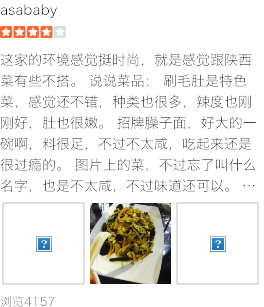 asababy
这家的环境感觉挺时尚，就是感觉跟陕西
菜有些不搭。 说说菜品： 刷毛肚是特色
菜，感觉还不错，种类也很多，辣度也刚
刚好，肚也很嫩。 招牌臊子面，好大的一
碗啊，料很足，不过不太咸，吃起来还是
很过瘾的。 图片上的菜，不过忘了叫什么
名字，也是不太咸，不过味道还可以。 …
浏览4157